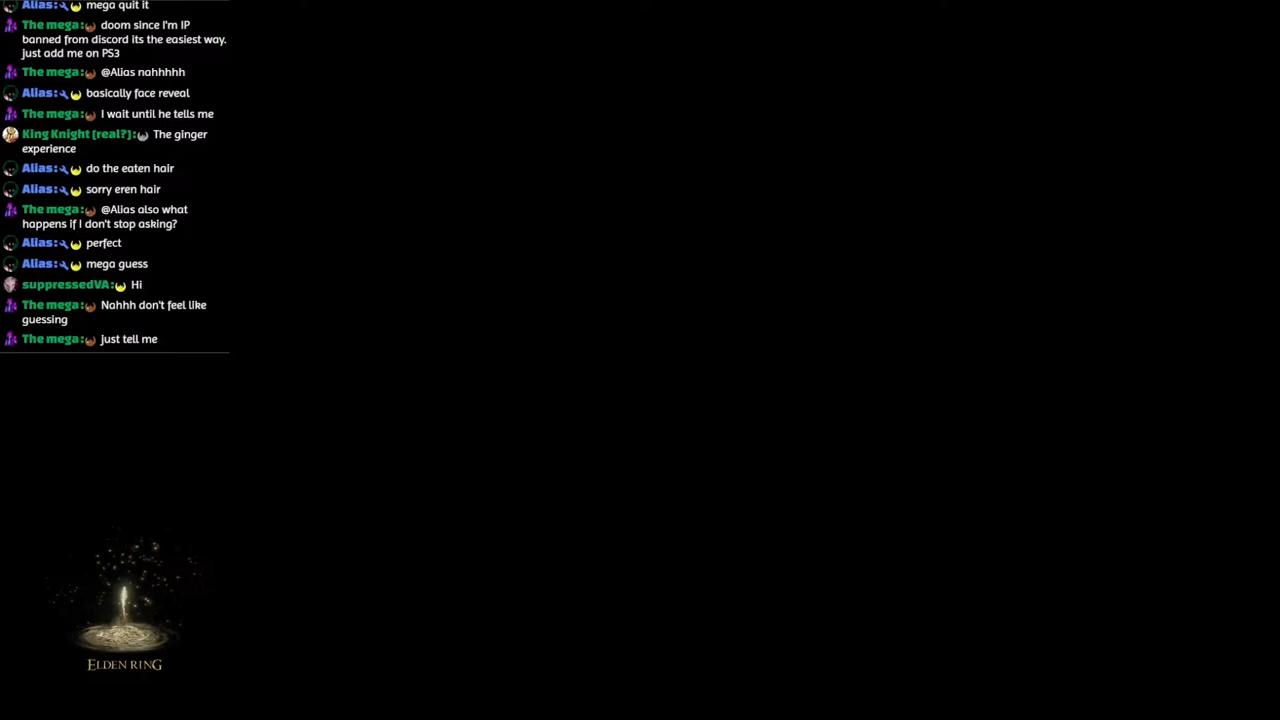 Alias: mega quit it
The mega: doom since I'm IP
banned from discord its the easiest way.
just add me on PS3
The mega: @Alias nahhhhh
Alias: basically face reveal
The mega: I wait until he tells me
King Knight [real?]: The ginger
experience
Alias: do the eaten hair
Alias: sorry eren hair
The mega: @Alias also what
happens if I don't stop asking?
Alias: perfect
Alias: mega guess
suppressedVA: Hi
The mega: Nahhh don't feel like
guessing
The mega: just tell me
ELDEN RING